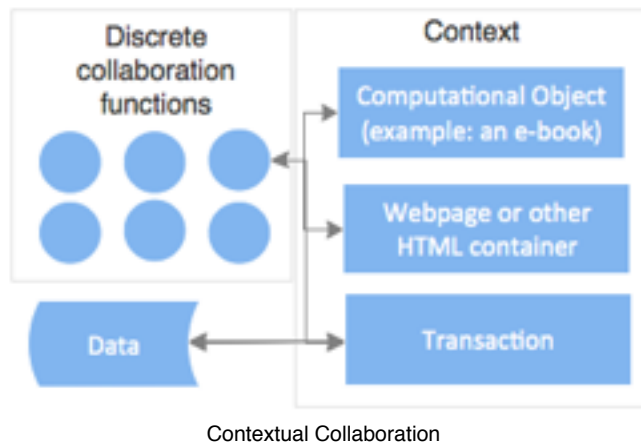 Discrete
collaboration
functions
Context
Computational Object
(example: an e-book)
Webpage or other
HTML container
Data
Transaction
Contextual Collaboration